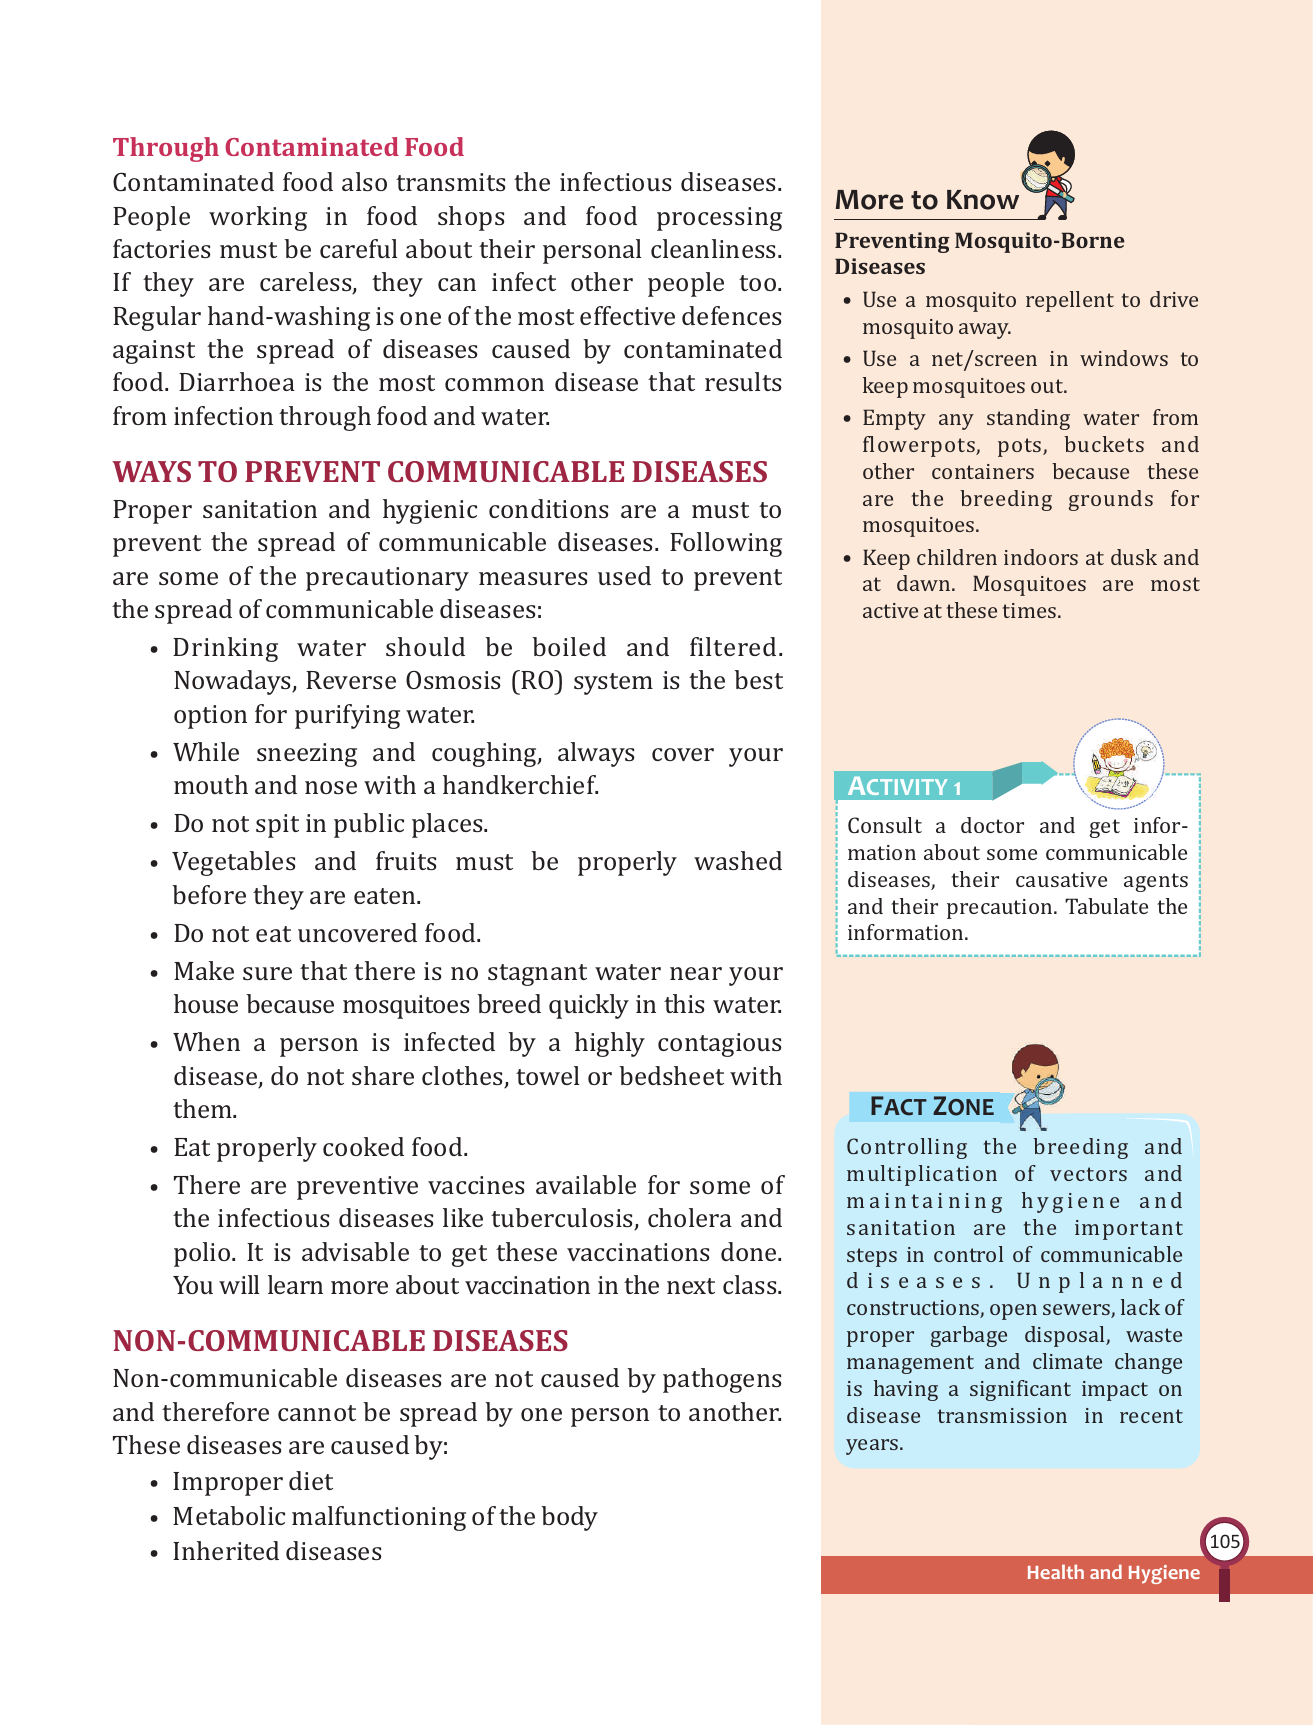 Through Contaminated Food
Contaminated food also transmits the infectious diseases.
People working in food shops and food processing
factories must be careful about their personal cleanliness.
If they are careless, they can infect other people too.
Regular hand-washing is one of the most effective defences
against the spread of diseases caused by contaminated
food. Diarrhoea is the most common disease that results
from infection through food and water.
WAYS TO PREVENT COMMUNICABLE DISEASES
Proper sanitation and hygienic conditions are a must to
prevent the spread of communicable diseases. Following
are some of the precautionary measures used to prevent
the spread of communicable diseases:
• Drinking water should be boiled and filtered.
Nowadays, Reverse Osmosis (RO) system is the best
option for purifying water.
• While sneezing and coughing, always cover your
mouth and nose with a handkerchief.
• Do not spit in public places.
• Vegetables and fruits must be properly washed
before they are eaten.
• Do not eat uncovered food.
• Make sure that there is no stagnant water near your
house because mosquitoes breed quickly in this water.
• When a person is infected by a highly contagious
disease, do not share clothes, towel or bedsheet with
them.
• Eat properly cooked food.
• There are preventive vaccines available for some of
the infectious diseases like tuberculosis, cholera and
polio. It is advisable to get these vaccinations done.
You will learn more about vaccination in the next class.
NON-COMMUNICABLE DISEASES
Non-communicable diseases are not caused by pathogens
and therefore cannot be spread by one person to another.
These diseases are caused by:
• Improper diet
• Metabolic malfunctioning of the body
• Inherited diseases
More to Know
Preventing Mosquito-Borne
Diseases
• Use a mosquito repellent to drive
mosquito away.
• Use a net/screen in windows to
keep mosquitoes out.
• Empty any standing water from
flowerpots, pots, buckets and
other containers because these
are the breeding grounds for
mosquitoes.
• Keep children indoors at dusk and
at dawn. Mosquitoes are most
active at these times.
ACTIVITY 1
Consult a doctor and get infor-
mation about some communicable
diseases, their causative agents
and their precaution. Tabulate the
information.
FACT ZONE
Controlling the breeding and
multiplication of vectors and
maintaining hygiene and
sanitation are the important
steps in control of communicable
diseases. Unplanned
constructions, open sewers, lack of
proper garbage disposal, waste
management and climate change
is having a significant impact on
disease transmission in recent
years.
105
Health and Hygiene